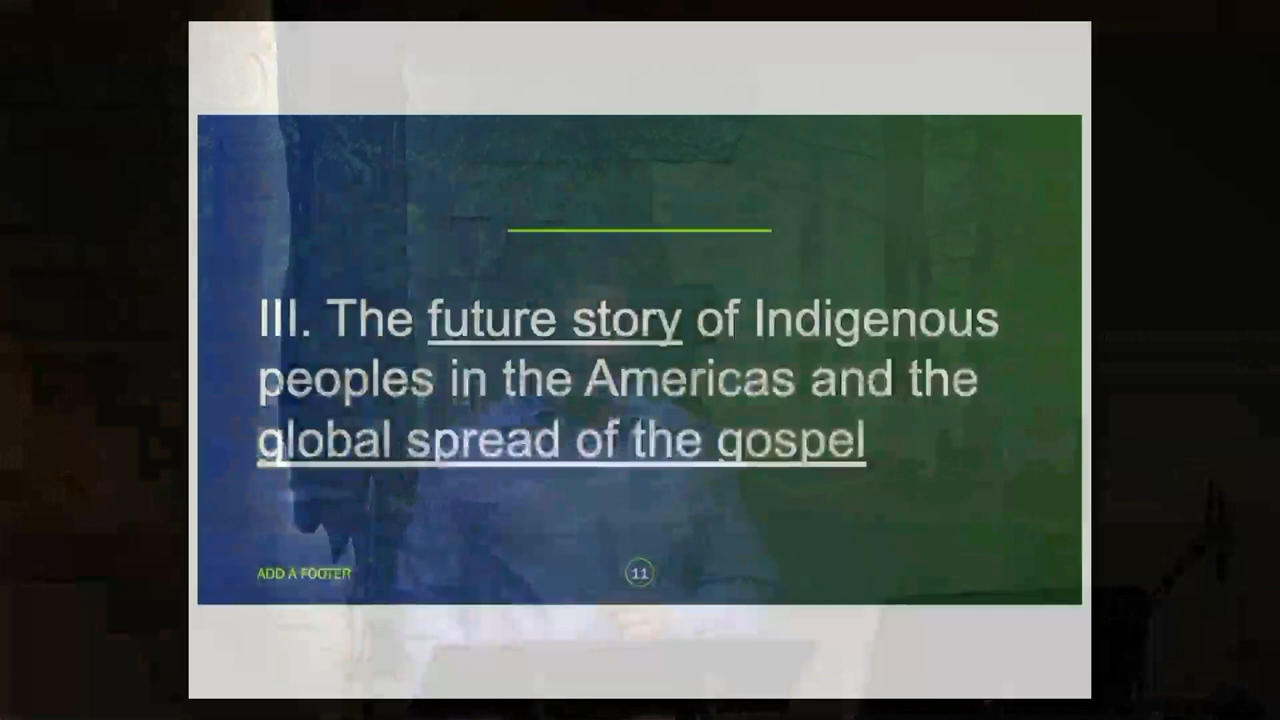 III. The future story of Indigenous
peoples in the Americas and the
global spread of the gospel
ADD A FOOTER
11